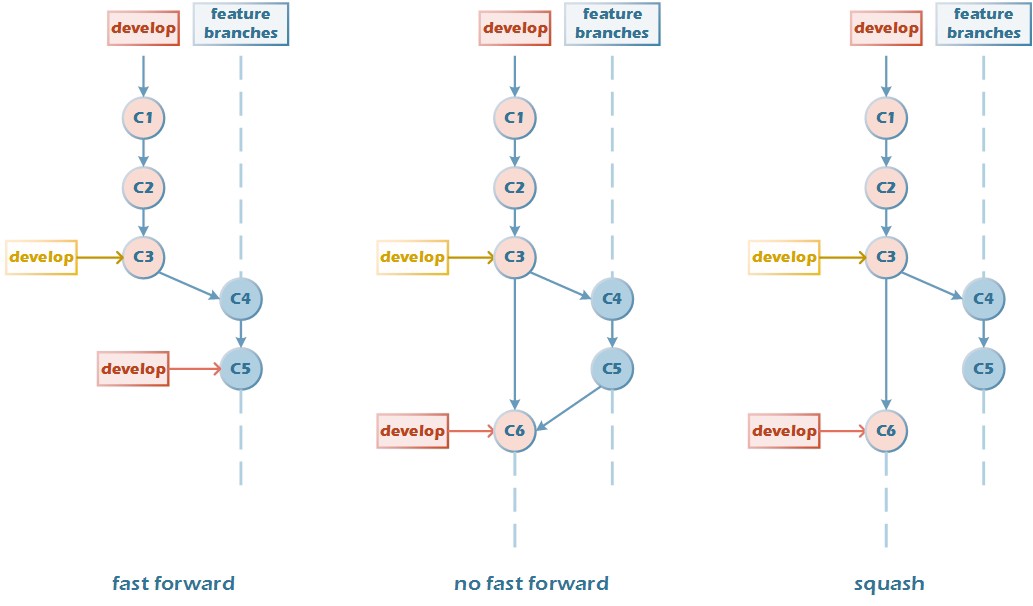 develop
feature
branches
C1
C2
develop
C3
C4
develop
C5
fast forward
develop
feature
branches
C1
C2
develop
C3
C4
C5
develop
C6
no fast forward
develop
feature
branches
C1
C2
develop
C3
C4
C5
develop
C6
squash